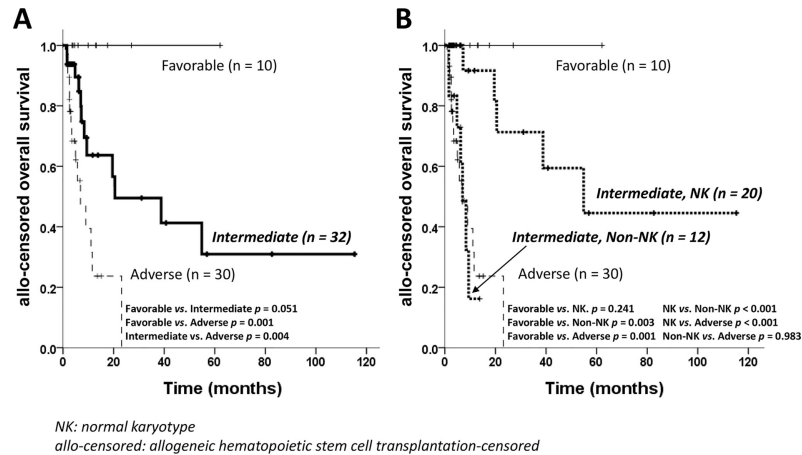 A
allo-censored overall survival
1.0
0.8
0.6
0.4
0.2
0.0
Favorable (n = 10)
Intermediate (n = 32)
Adverse (n = 30)
Favorable vs. Intermediate p = 0.051
Favorable vs. Adverse p = 0.001
Intermediate vs. Adverse p = 0.004
0 20 40 60 80 100 120
Time (months)
B
allo-censored overall survival
1.0
0.8
0.6
0.4
0.2
0.0
Favorable (n = 10)
Intermediate, NK (n = 20)
Intermediate, Non-NK (n = 12)
Adverse (n = 30)
Favorable vs. NK. p = 0.241 NK vs. Non-NK p < 0.001
Favorable vs. Non-NK p = 0.003 NK vs. Adverse p < 0.001
Favorable vs. Adverse p = 0.001 Non-NK vs. Adverse p = 0.983
0 20 40 60 80 100 120
Time (months)
NK: normal karyotype
allo-censored: allogeneic hematopoietic stem cell transplantation-censored